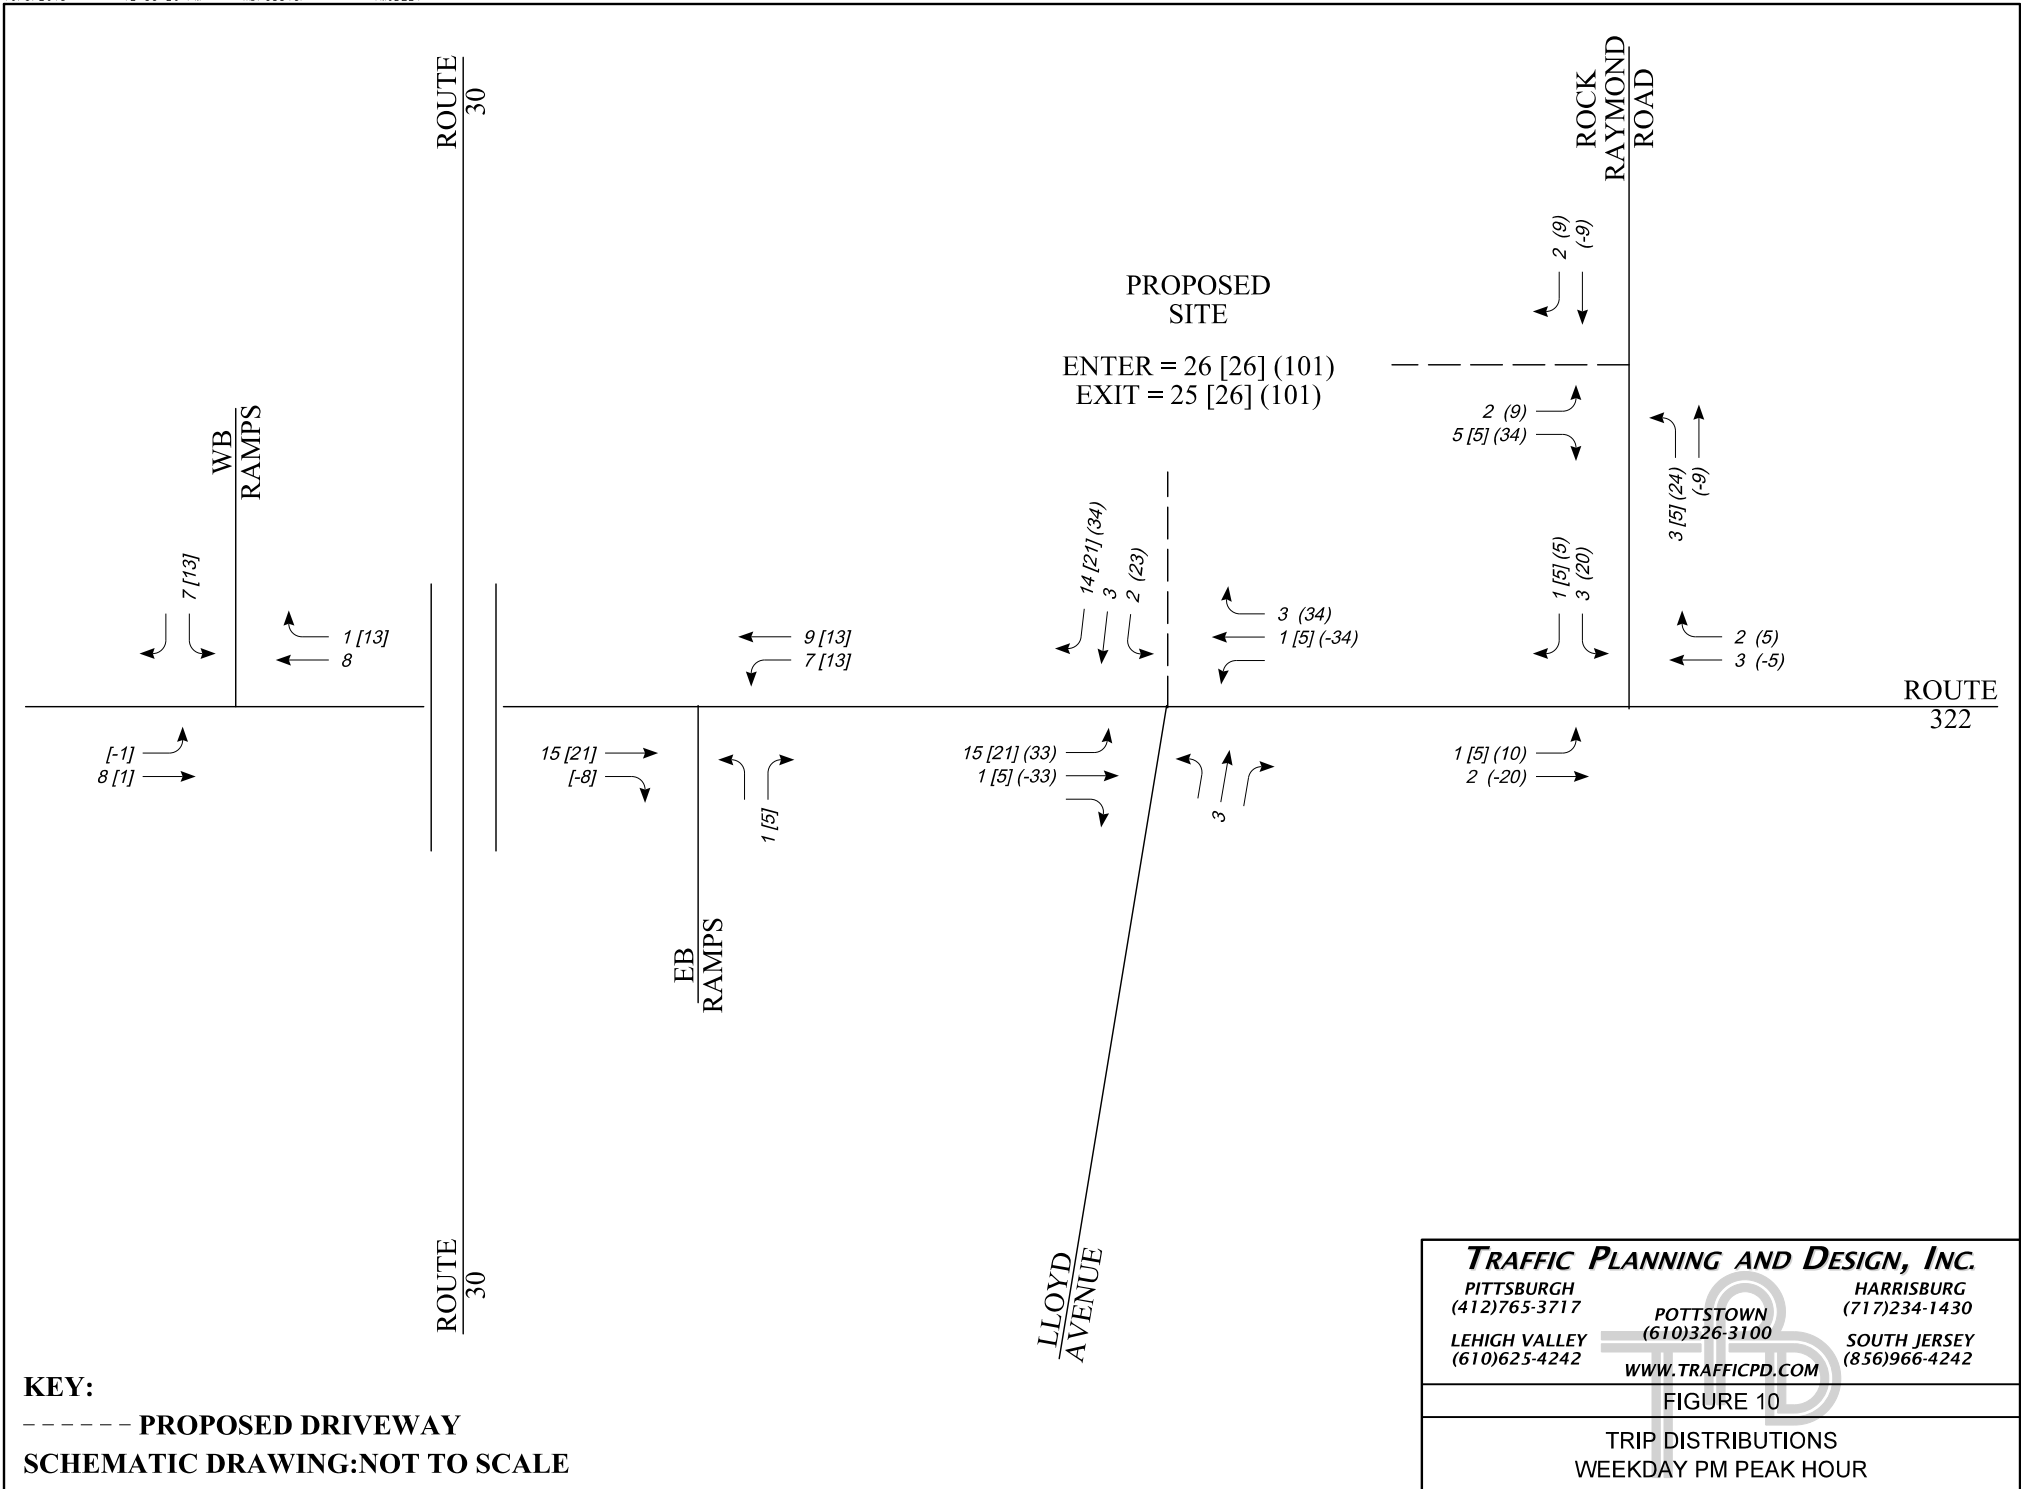 ROUTE
30
ROCK
RAYMOND
ROAD
2 (9)
(-9)
PROPOSED
SITE
ENTER = 26 [26] (101)
EXIT = 25 [26] (101)
2 (9)
5 [5] (34)
3 [5] (24)
(-9)
WB
RAMPS
7 [13]
1 [13]
8
9 [13]
7 [13]
14 [21] (34)
3
2 (23)
3 (34)
1 [5] (-34)
1 [5] (5)
3 (20)
2 (5)
3 (-5)
ROUTE
322
[-1]
8 [1]
15 [21]
[-8]
1 [5]
15 [21] (33)
1 [5] (-33)
3
1 [5] (10)
2 (-20)
EB
RAMPS
ROUTE
30
LLOYD
AVENUE
KEY:
------ PROPOSED DRIVEWAY
SCHEMATIC DRAWING:NOT TO SCALE
TRAFFIC PLANNING AND DESIGN, INC.
PITTSBURGH
(412)765-3717
HARRISBURG
(717)234-1430
POTTSTOWN
(610)326-3100
LEHIGH VALLEY
(610)625-4242
SOUTH JERSEY
(856)966-4242
WWW.TRAFFICPD.COM
FIGURE 10
TRIP DISTRIBUTIONS
WEEKDAY PM PEAK HOUR